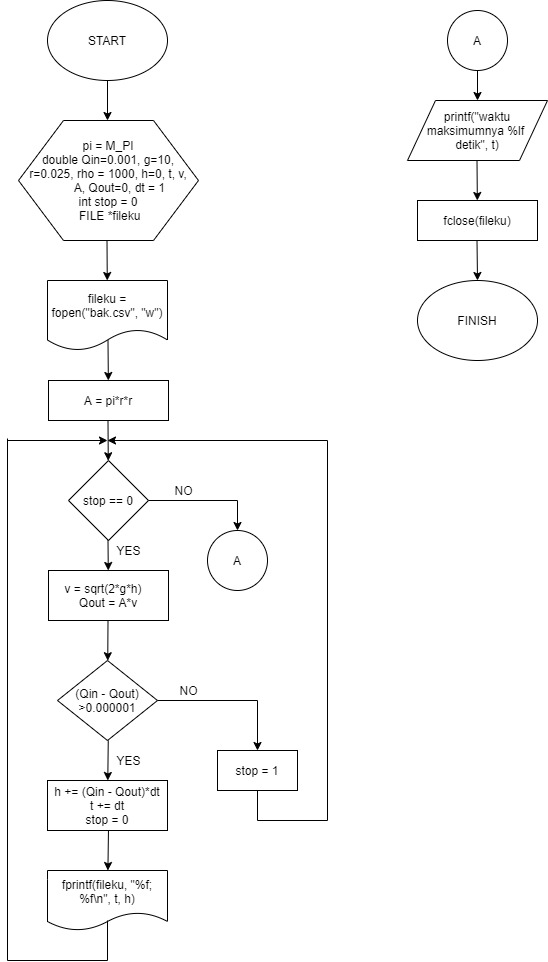 START
pi = M_PI
double Qin=0.001, g=10,
r=0.025, rho = 1000, h=0, t, v,
A, Qout=0, dt = 1
int stop = 0
FILE *fileku
fileku =
fopen("bak.csv", "w")
A = pi*r*r
stop == 0
NO
A
YES
v = sqrt(2*g*h)
Qout = A*v
(Qin - Qout)
>0.000001
NO
stop = 1
YES
h += (Qin - Qout)*dt
t += dt
stop = 0
fprintf(fileku, "%f;
%f\n", t, h)
A
printf("waktu
maksimumnya %lf
detik", t)
fclose(fileku)
FINISH